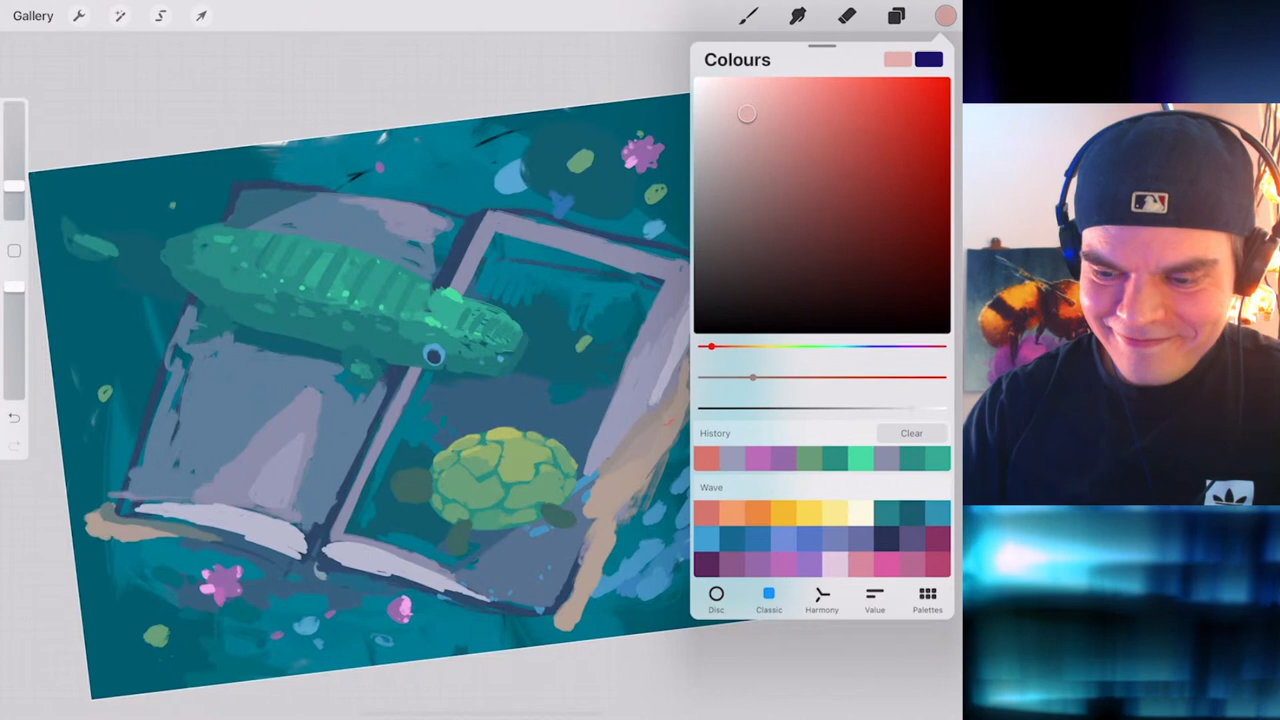 Gallery
Colours
History
Clear
Wave
Disc
Classic
Harmony
Value
Palettes